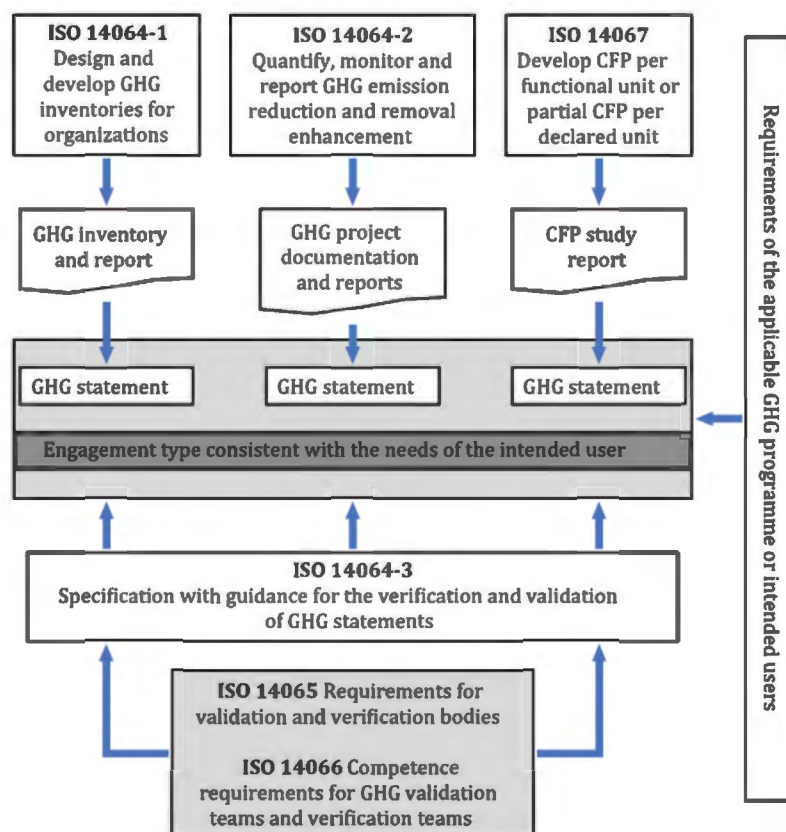 ISO 14064-1
Design and
develop GHG
inventories for
organizations
ISO 14064-2
Quantify, monitor and
report GHG emission
reduction and removal
enhancement
ISO 14067
Develop CFP per
functional unit or
partial CFP per
declared unit
GHG inventory
and report
GHG project
documentation
and reports
CFP study
report
GHG statement
GHG statement
GHG statement
Engagement type consistent with the needs of the intended user
ISO 14064-3
Specification with guidance for the verification and validation
of GHG statements
ISO 14065 Requirements for
validation and verification bodies
ISO 14066 Competence
requirements for GHG validation
teams and verification teams
Requirements of the applicable GHG programme or intended users